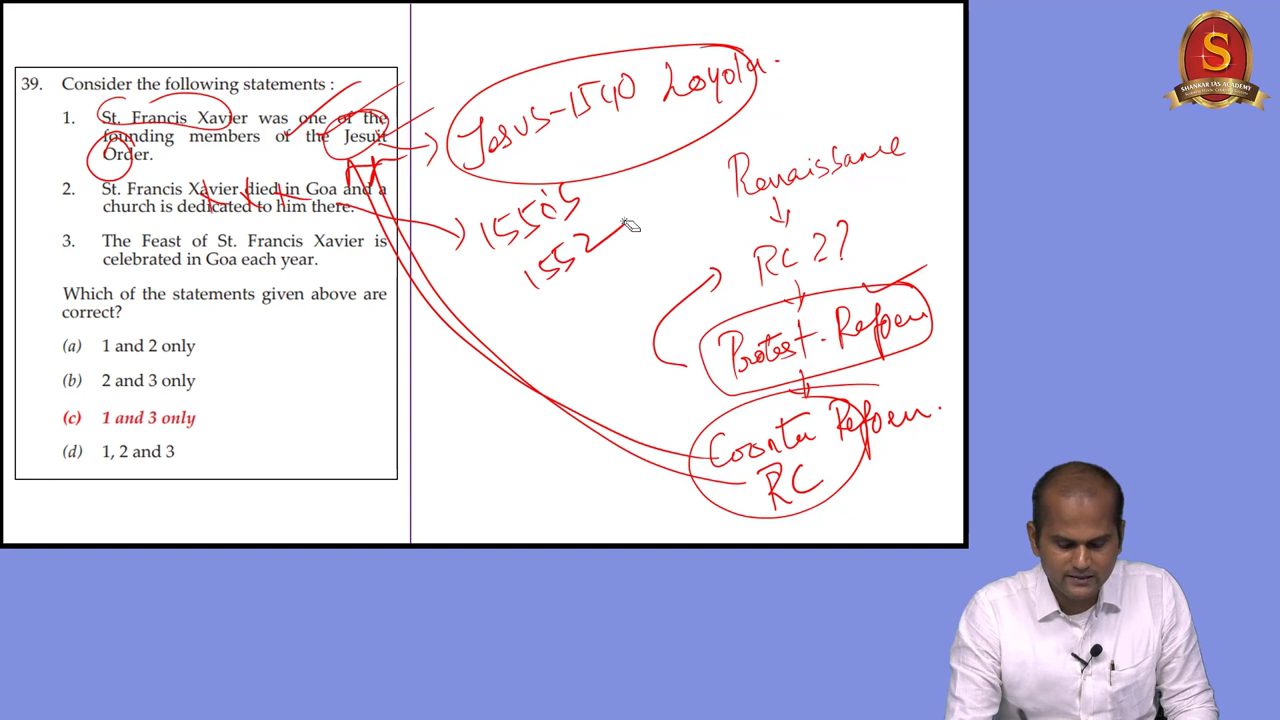 39. Consider the following statements :
1. St. Francis Xavier was one of the
founding members of the Jesuit
Order.
2. St. Francis Xavier died in Goa and a
church is dedicated to him there.
3. The Feast of St. Francis Xavier is
celebrated in Goa each year.
Which of the statements given above are
correct?
(a) 1 and 2 only
(b) 2 and 3 only
(c) 1 and 3 only
(d) 1, 2 and 3
Jesus-1540 Loyola.
1550s
1552
Renaissance
RC ??
Protest. Reform
Counter Reform.
RC
S
SHANKAR IAS ACADEMY